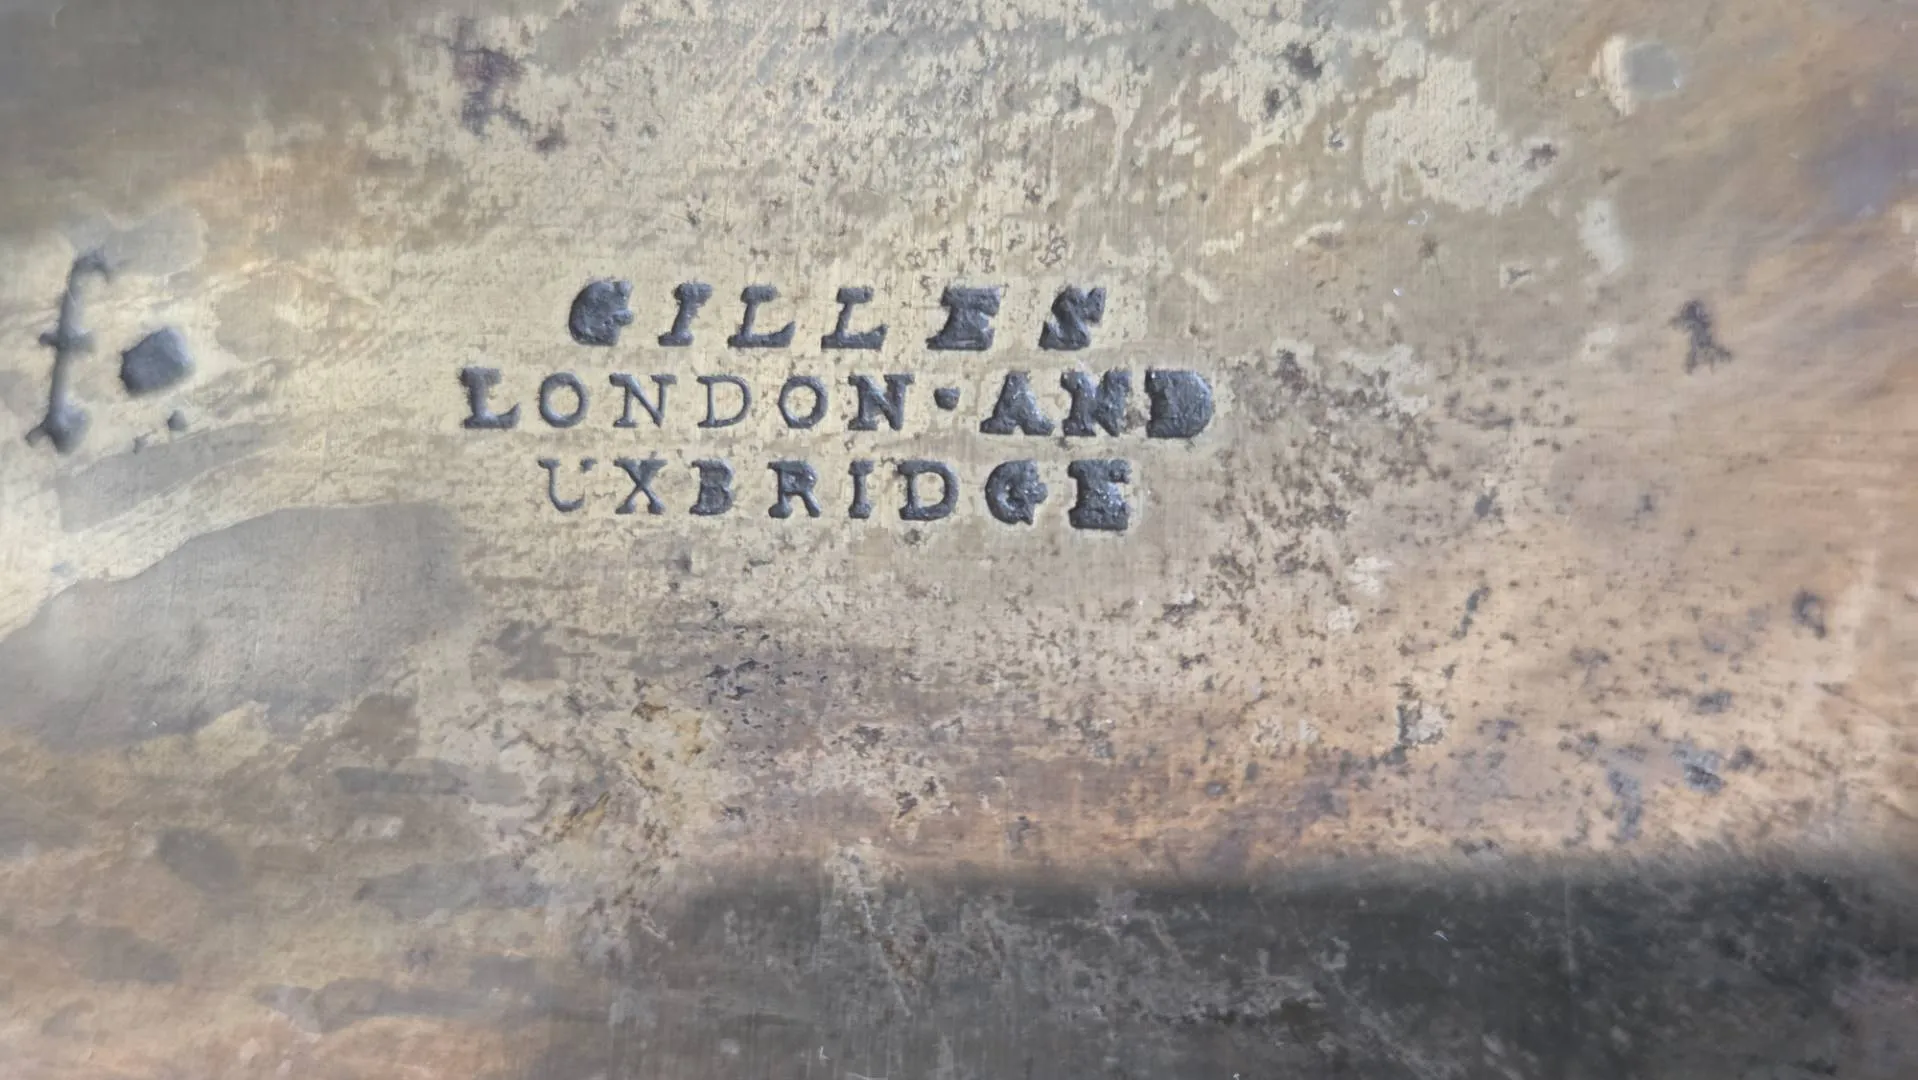 f.
GILLES
LONDON·AND
UXBRIDGE